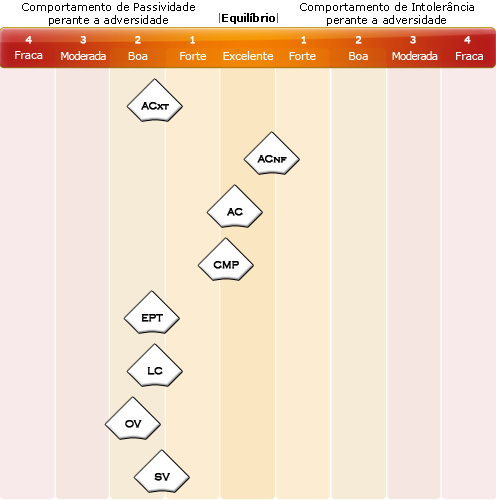 Comportamento de Passividade
perante a adversidade
|Equilíbrio|
Comportamento de Intolerância
perante a adversidade
4 3 2 1 1 2 3 4
Fraca Moderada Boa Forte Excelente Forte Boa Moderada Fraca
ACXT
ACNF
AC
CMP
EPT
LC
OV
SV